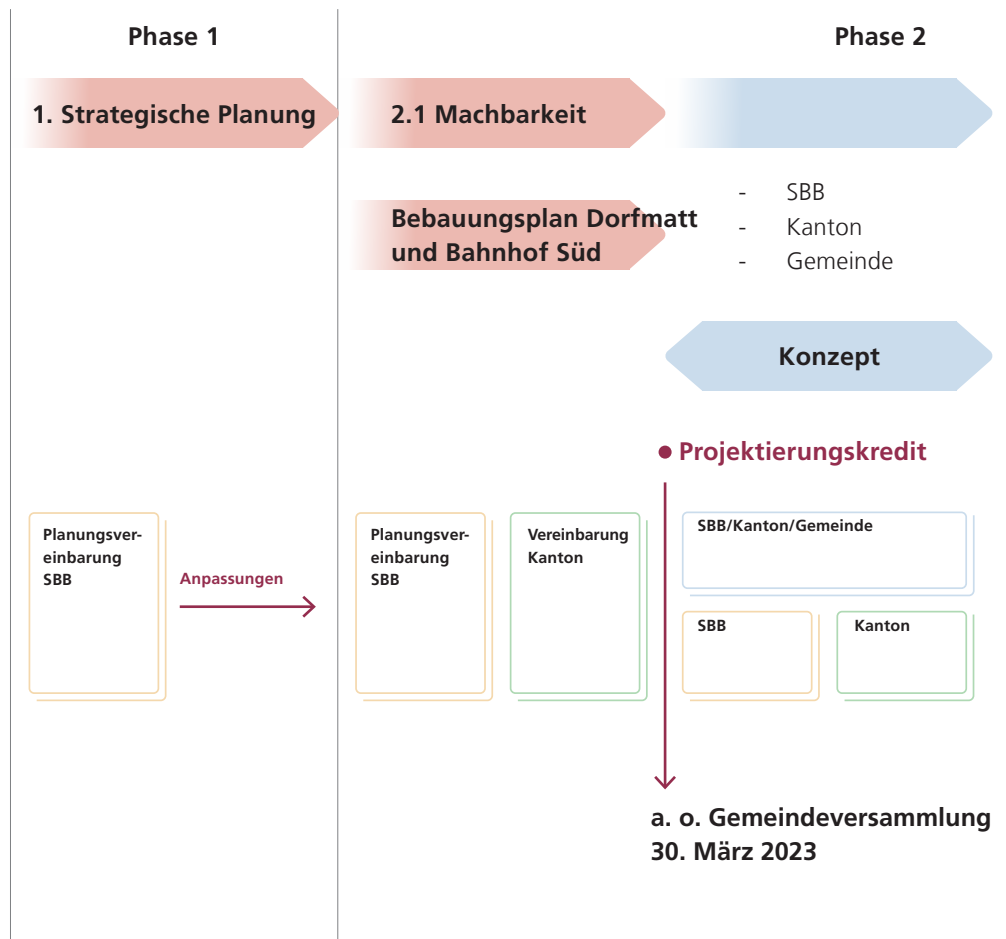 Phase 1
Phase 2
1. Strategische Planung
2.1 Machbarkeit
Bebauungsplan Dorfmatt
und Bahnhof Süd
- SBB
- Kanton
- Gemeinde
Konzept
• Projektierungskredit
Planungsver-
einbarung
SBB
Anpassungen
Planungsver-
einbarung
SBB
Vereinbarung
Kanton
SBB/Kanton/Gemeinde
SBB
Kanton
a. o. Gemeindeversammlung
30. März 2023